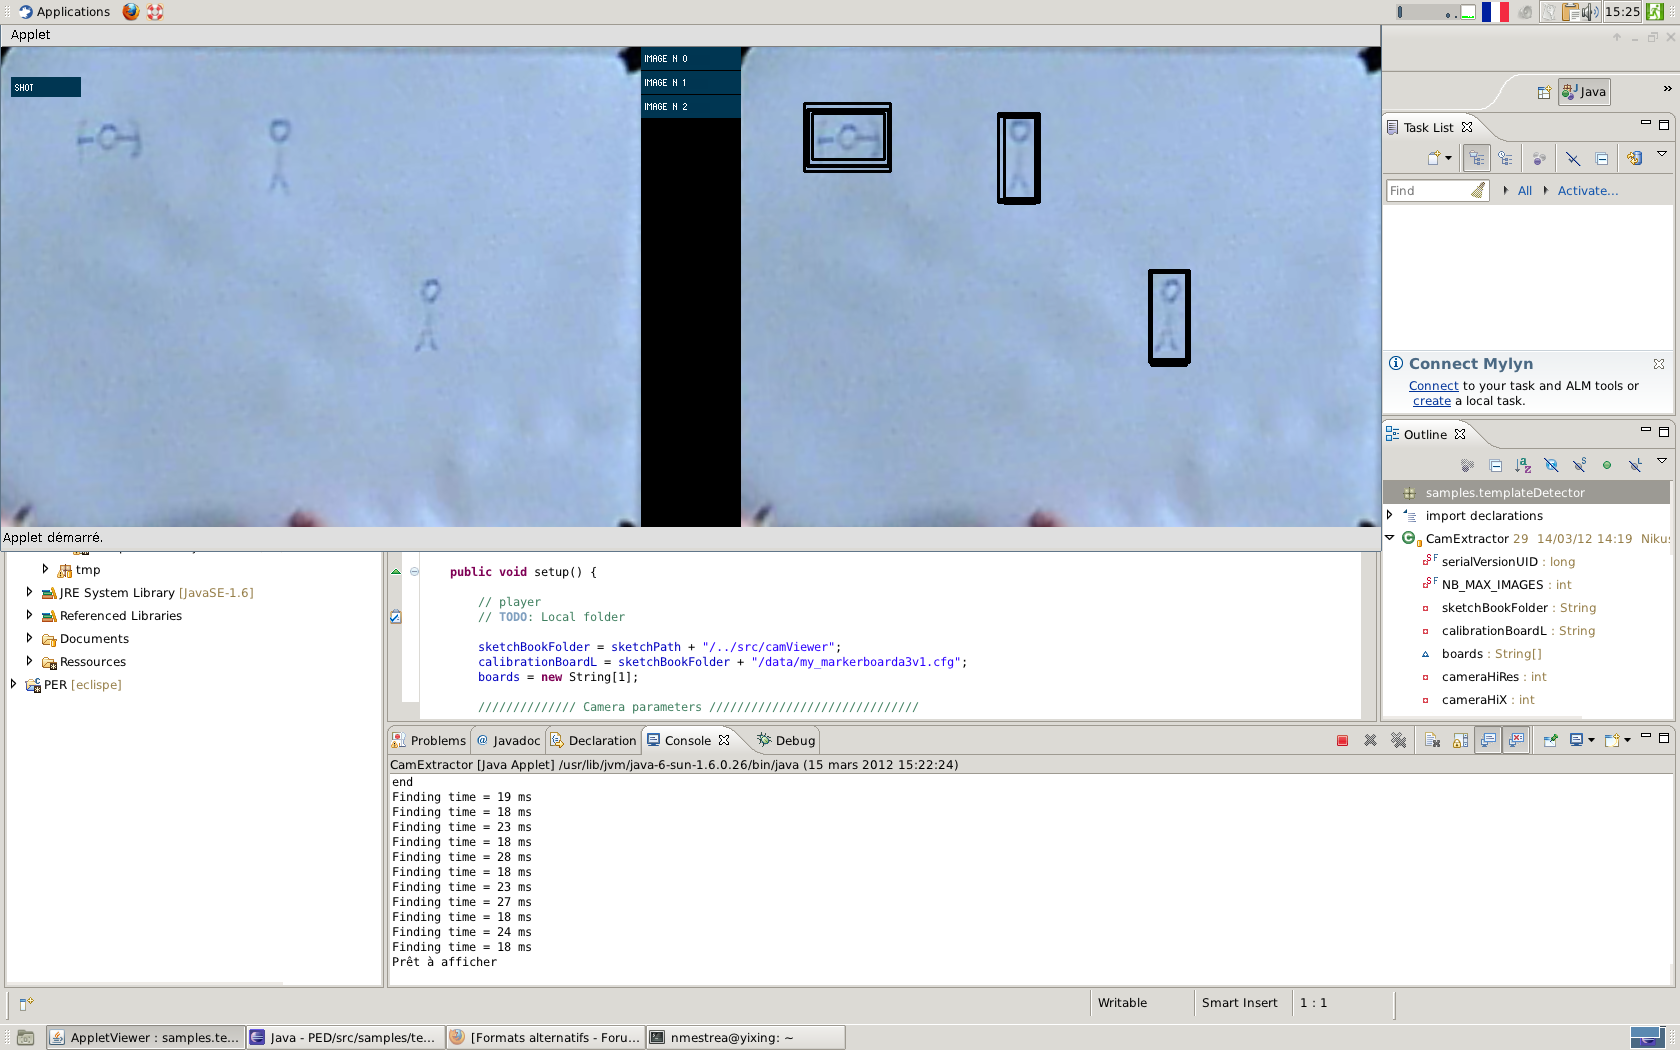 Applications
15:25
Applet
SHOT
IMAGE N 0
IMAGE N 1
IMAGE N 2
Applet démarré.
Java
»
Task List
Find
All
Activate...
Connect Mylyn
Connect to your task and ALM tools or
create a local task.
Outline
samples.templateDetector
import declarations
CamExtractor 29 14/03/12 14:19 Nikus
serialVersionUID : long
NB_MAX_IMAGES : int
sketchBookFolder : String
calibrationBoardL : String
boards : String[]
cameraHiRes : int
cameraHiX : int
tmp
JRE System Library [JavaSE-1.6]
Referenced Libraries
Documents
Ressources
PER [eclispe]
public void setup() {
// player
// TODO: Local folder
sketchBookFolder = sketchPath + "/../src/camViewer";
calibrationBoardL = sketchBookFolder + "/data/my_markerboarda3v1.cfg";
boards = new String[1];
////////////// Camera parameters //////////////////////////////
Problems
Javadoc
Declaration
Console
Debug
CamExtractor [Java Applet] /usr/lib/jvm/java-6-sun-1.6.0.26/bin/java (15 mars 2012 15:22:24)
end
Finding time = 19 ms
Finding time = 18 ms
Finding time = 23 ms
Finding time = 18 ms
Finding time = 28 ms
Finding time = 18 ms
Finding time = 23 ms
Finding time = 27 ms
Finding time = 18 ms
Finding time = 24 ms
Finding time = 18 ms
Prêt à afficher
Writable
Smart Insert
1 : 1
AppletViewer : samples.te...
Java - PED/src/samples/te...
[Formats alternatifs - Foru...
nmestrea@yixing: ~